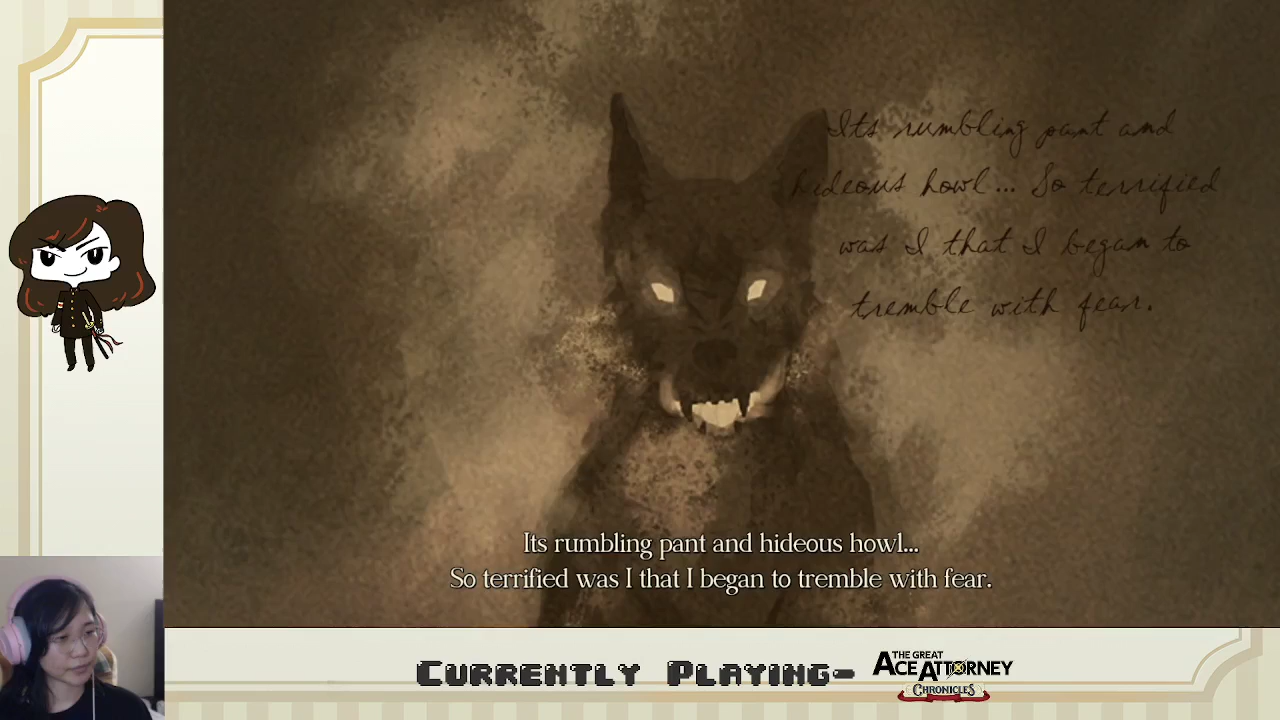 Its rumbling pant and
hideous howl... So terrified
was I that I began to
tremble with fear.
Its rumbling pant and hideous howl...
So terrified was I that I began to tremble with fear.
Currently Playing-
THE GREAT
ACE ATTORNEY
CHRONICLES